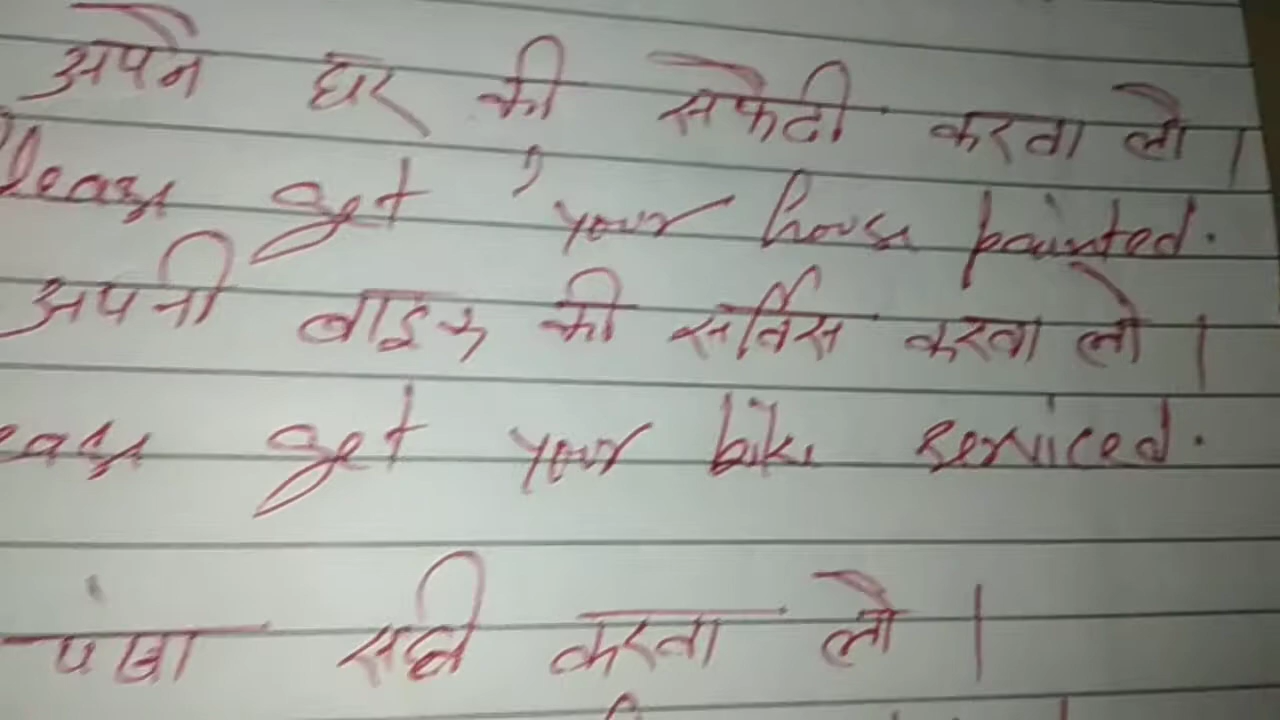 अपने घर की सफेदी करवा लो।
Please get your house painted.
अपनी बाइक की सर्विस करवा लो।
ease get your bike serviced.
पंखा सही करवा लो।